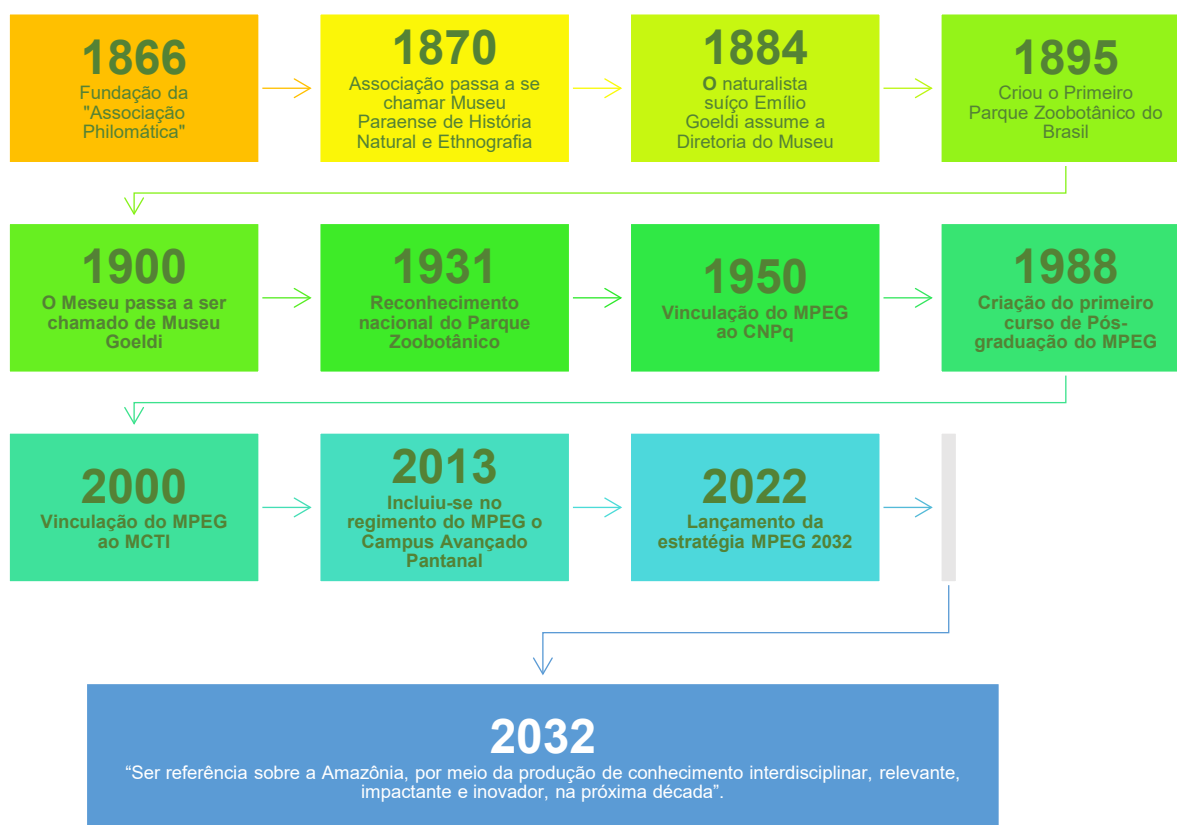 1866
Fundação da
"Associação
Philomática"
1870
Associação passa a se
chamar Museu
Paraense de História
Natural e Ethnografia
1884
O naturalista
suíço Emílio
Goeldi assume a
Diretoria do Museu
1895
Criou o Primeiro
Parque Zoobotânico do
Brasil
1900
O Meseu passa a ser
chamado de Museu
Goeldi
1931
Reconhecimento
nacional do Parque
Zoobotânico
1950
Vinculação do MPEG
ao CNPq
1988
Criação do primeiro
curso de Pós-
graduação do MPEG
2000
Vinculação do MPEG
ao MCTI
2013
Incluiu-se no
regimento do MPEG o
Campus Avançado
Pantanal
2022
Lançamento da
estratégia MPEG 2032
2032
“Ser referência sobre a Amazônia, por meio da produção de conhecimento interdisciplinar, relevante,
impactante e inovador, na próxima década”.